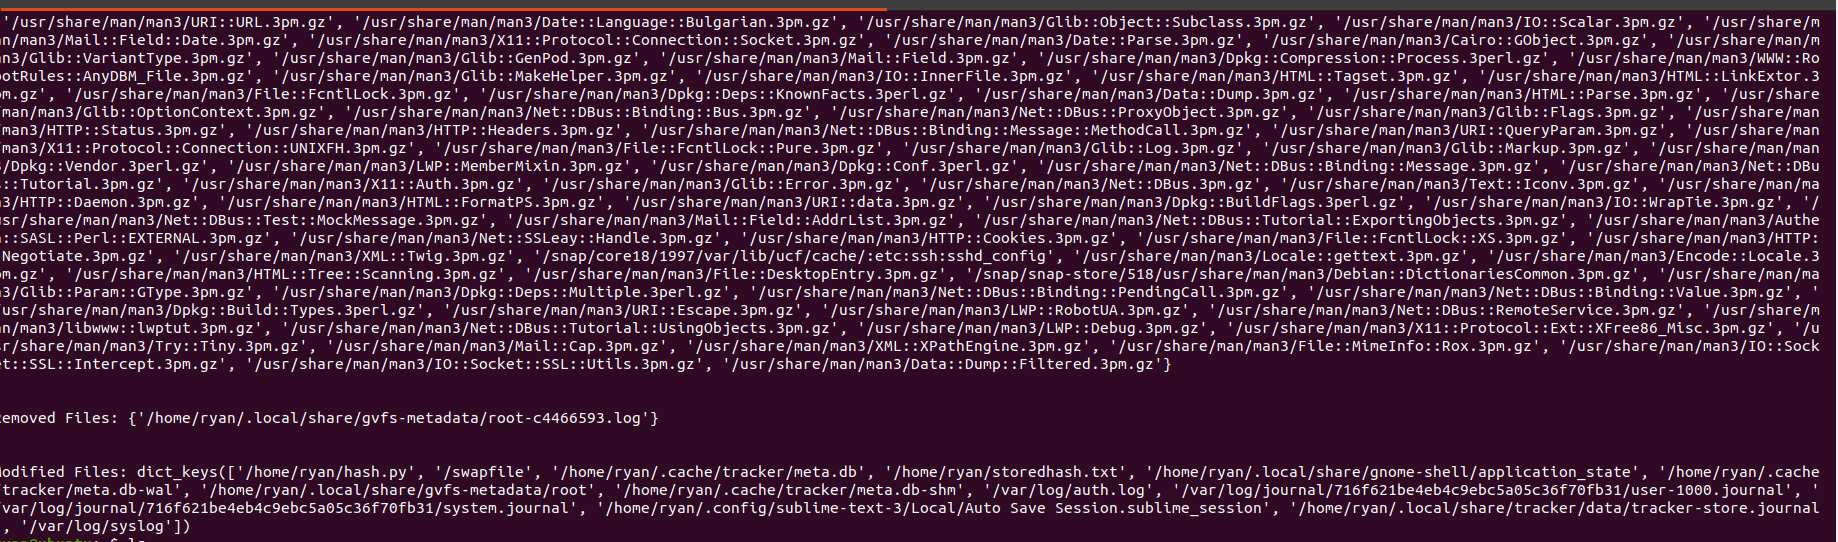 '/usr/share/man/man3/URI::URL.3pm.gz', '/usr/share/man/man3/Date::Language::Bulgarian.3pm.gz', '/usr/share/man/man3/Glib::Object::Subclass.3pm.gz', '/usr/share/man/man3/IO::Scalar.3pm.gz', '/usr/share/m
an/man3/Mail::Field::Date.3pm.gz', '/usr/share/man/man3/X11::Protocol::Connection::Socket.3pm.gz', '/usr/share/man/man3/Date::Parse.3pm.gz', '/usr/share/man/man3/Cairo::GObject.3pm.gz', '/usr/share/man/m
an3/Glib::VariantType.3pm.gz', '/usr/share/man/man3/Glib::GenPod.3pm.gz', '/usr/share/man/man3/Mail::Field.3pm.gz', '/usr/share/man/man3/Dpkg::Compression::Process.3perl.gz', '/usr/share/man/man3/WWW::Ro
otRules::AnyDBM_File.3pm.gz', '/usr/share/man/man3/Glib::MakeHelper.3pm.gz', '/usr/share/man/man3/IO::InnerFile.3pm.gz', '/usr/share/man/man3/HTML::Tagset.3pm.gz', '/usr/share/man/man3/HTML::LinkExtor.3
pm.gz', '/usr/share/man/man3/File::FcntlLock.3pm.gz', '/usr/share/man/man3/Dpkg::Deps::KnownFacts.3perl.gz', '/usr/share/man/man3/Data::Dump.3pm.gz', '/usr/share/man/man3/HTML::Parse.3pm.gz', '/usr/share
/man/man3/Glib::OptionContext.3pm.gz', '/usr/share/man/man3/Net::DBus::Binding::Bus.3pm.gz', '/usr/share/man/man3/Net::DBus::ProxyObject.3pm.gz', '/usr/share/man/man3/Glib::Flags.3pm.gz', '/usr/share/man
/man3/HTTP::Status.3pm.gz', '/usr/share/man/man3/HTTP::Headers.3pm.gz', '/usr/share/man/man3/Net::DBus::Binding::Message::MethodCall.3pm.gz', '/usr/share/man/man3/URI::QueryParam.3pm.gz', '/usr/share/man
/man3/X11::Protocol::Connection::UNIXFH.3pm.gz', '/usr/share/man/man3/File::FcntlLock::Pure.3pm.gz', '/usr/share/man/man3/Glib::Log.3pm.gz', '/usr/share/man/man3/Glib::Markup.3pm.gz', '/usr/share/man/man
3/Dpkg::Vendor.3perl.gz', '/usr/share/man/man3/LWP::MemberMixin.3pm.gz', '/usr/share/man/man3/Dpkg::Conf.3perl.gz', '/usr/share/man/man3/Net::DBus::Binding::Message.3pm.gz', '/usr/share/man/man3/Net::DBu
s::Tutorial.3pm.gz', '/usr/share/man/man3/X11::Auth.3pm.gz', '/usr/share/man/man3/Glib::Error.3pm.gz', '/usr/share/man/man3/Net::DBus.3pm.gz', '/usr/share/man/man3/Text::Iconv.3pm.gz', '/usr/share/man/ma
n3/HTTP::Daemon.3pm.gz', '/usr/share/man/man3/HTML::FormatPS.3pm.gz', '/usr/share/man/man3/URI::data.3pm.gz', '/usr/share/man/man3/Dpkg::BuildFlags.3perl.gz', '/usr/share/man/man3/IO::WrapTie.3pm.gz', '/
usr/share/man/man3/Net::DBus::Test::MockMessage.3pm.gz', '/usr/share/man/man3/Mail::Field::AddrList.3pm.gz', '/usr/share/man/man3/Net::DBus::Tutorial::ExportingObjects.3pm.gz', '/usr/share/man/man3/Authe
n::SASL::Perl::EXTERNAL.3pm.gz', '/usr/share/man/man3/Net::SSLeay::Handle.3pm.gz', '/usr/share/man/man3/HTTP::Cookies.3pm.gz', '/usr/share/man/man3/File::FcntlLock::XS.3pm.gz', '/usr/share/man/man3/HTTP:
:Negotiate.3pm.gz', '/usr/share/man/man3/XML::Twig.3pm.gz', '/snap/core18/1997/var/lib/ucf/cache/:etc:ssh:sshd_config', '/usr/share/man/man3/Locale::gettext.3pm.gz', '/usr/share/man/man3/Encode::Locale.3
pm.gz', '/usr/share/man/man3/HTML::Tree::Scanning.3pm.gz', '/usr/share/man/man3/File::DesktopEntry.3pm.gz', '/snap/snap-store/518/usr/share/man/man3/Debian::DictionariesCommon.3pm.gz', '/usr/share/man/ma
n3/Glib::Param::GType.3pm.gz', '/usr/share/man/man3/Dpkg::Deps::Multiple.3perl.gz', '/usr/share/man/man3/Net::DBus::Binding::PendingCall.3pm.gz', '/usr/share/man/man3/Net::DBus::Binding::Value.3pm.gz', '
/usr/share/man/man3/Dpkg::Build::Types.3perl.gz', '/usr/share/man/man3/URI::Escape.3pm.gz', '/usr/share/man/man3/LWP::RobotUA.3pm.gz', '/usr/share/man/man3/Net::DBus::RemoteService.3pm.gz', '/usr/share/m
an/man3/libwww::lwptut.3pm.gz', '/usr/share/man/man3/Net::DBus::Tutorial::UsingObjects.3pm.gz', '/usr/share/man/man3/LWP::Debug.3pm.gz', '/usr/share/man/man3/X11::Protocol::Ext::XFree86_Misc.3pm.gz', '/u
sr/share/man/man3/Try::Tiny.3pm.gz', '/usr/share/man/man3/Mail::Cap.3pm.gz', '/usr/share/man/man3/XML::XPathEngine.3pm.gz', '/usr/share/man/man3/File::MimeInfo::Rox.3pm.gz', '/usr/share/man/man3/IO::Sock
et::SSL::Intercept.3pm.gz', '/usr/share/man/man3/IO::Socket::SSL::Utils.3pm.gz', '/usr/share/man/man3/Data::Dump::Filtered.3pm.gz'}
Removed Files: {'/home/ryan/.local/share/gvfs-metadata/root-c4466593.log'}
Modified Files: dict_keys(['/home/ryan/hash.py', '/swapfile', '/home/ryan/.cache/tracker/meta.db', '/home/ryan/storedhash.txt', '/home/ryan/.local/share/gnome-shell/application_state', '/home/ryan/.cache
/tracker/meta.db-wal', '/home/ryan/.local/share/gvfs-metadata/root', '/home/ryan/.cache/tracker/meta.db-shm', '/var/log/auth.log', '/var/log/journal/716f621be4eb4c9ebc5a05c36f70fb31/user-1000.journal', '
/var/log/journal/716f621be4eb4c9ebc5a05c36f70fb31/system.journal', '/home/ryan/.config/sublime-text-3/Local/Auto Save Session.sublime_session', '/home/ryan/.local/share/tracker/data/tracker-store.journal
', '/var/log/syslog'])